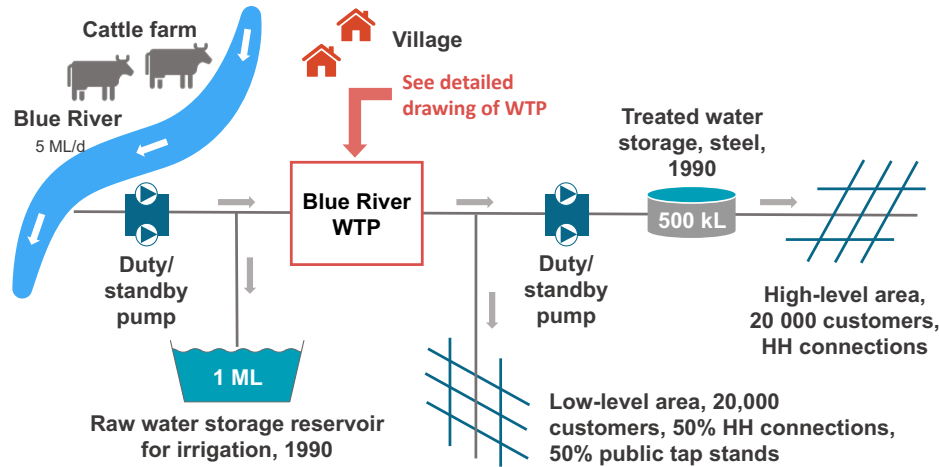 Cattle farm
Village
Blue River
5 ML/d
See detailed
drawing of WTP
Treated water
storage, steel,
1990
Blue River
WTP
500 kL
Duty/
standby
pump
Duty/
standby
pump
High-level area,
20 000 customers,
HH connections
1 ML
Raw water storage reservoir
for irrigation, 1990
Low-level area, 20,000
customers, 50% HH connections,
50% public tap stands